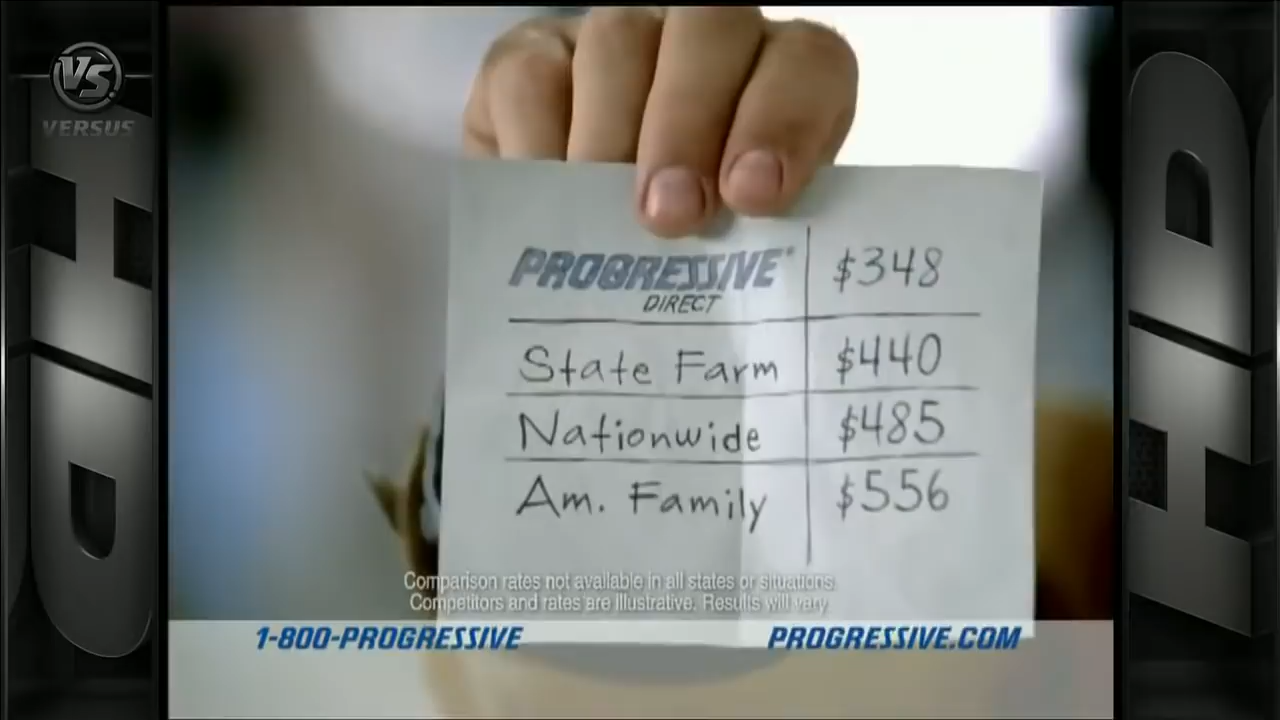 VS.
VERSUS
HD
HD
PROGRESSIVE®
DIRECT
$348
State Farm
$440
Nationwide
$485
Am. Family
$556
Comparison rates not available in all states or situations.
Competitors and rates are illustrative. Results will vary.
1-800-PROGRESSIVE
PROGRESSIVE.COM